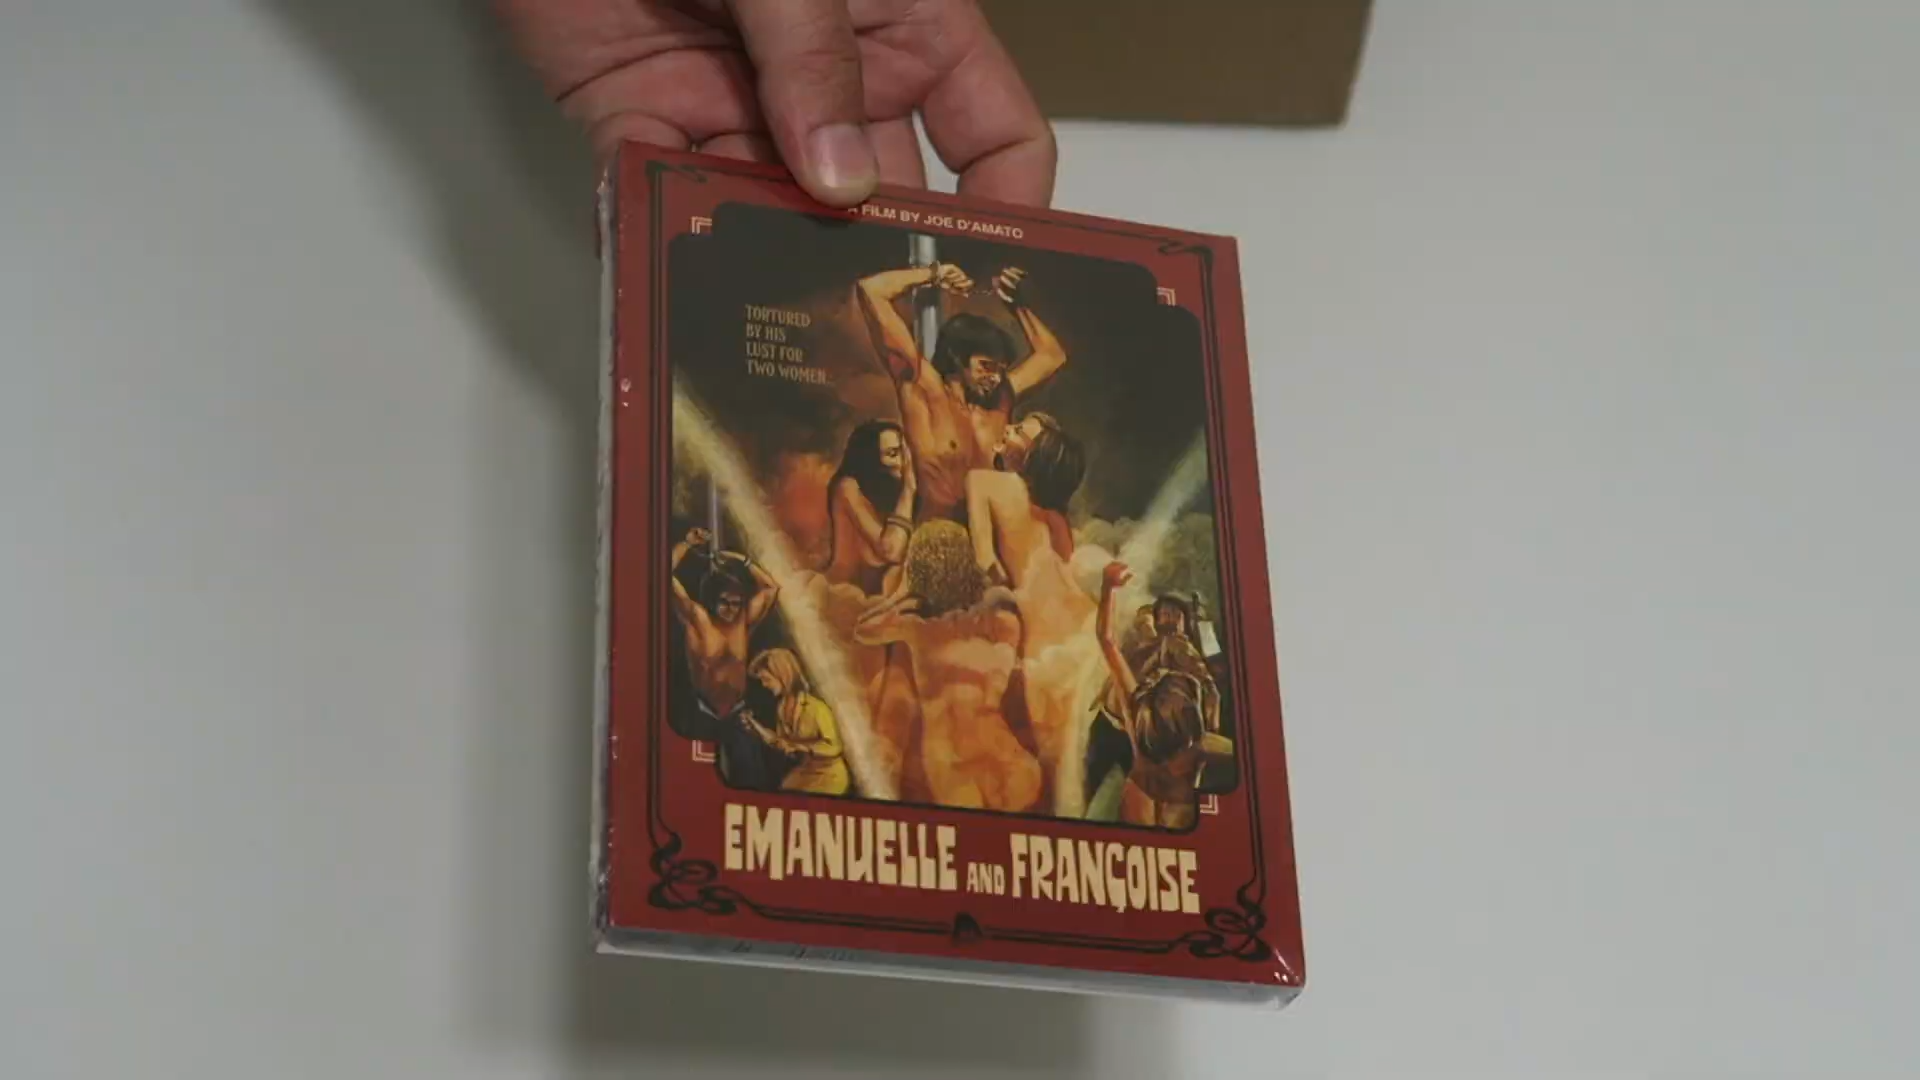 A FILM BY JOE D'AMATO
TORTURED
BY HIS
LUST FOR
TWO WOMEN...
EMANUELLE AND FRANÇOISE